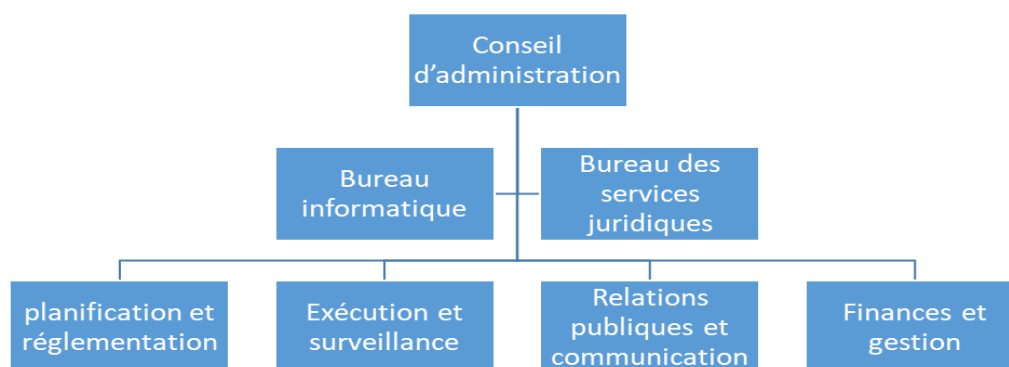 Conseil
d’administration
Bureau
informatique
Bureau des
services
juridiques
planification et
réglementation
Exécution et
surveillance
Relations
publiques et
communication
Finances et
gestion